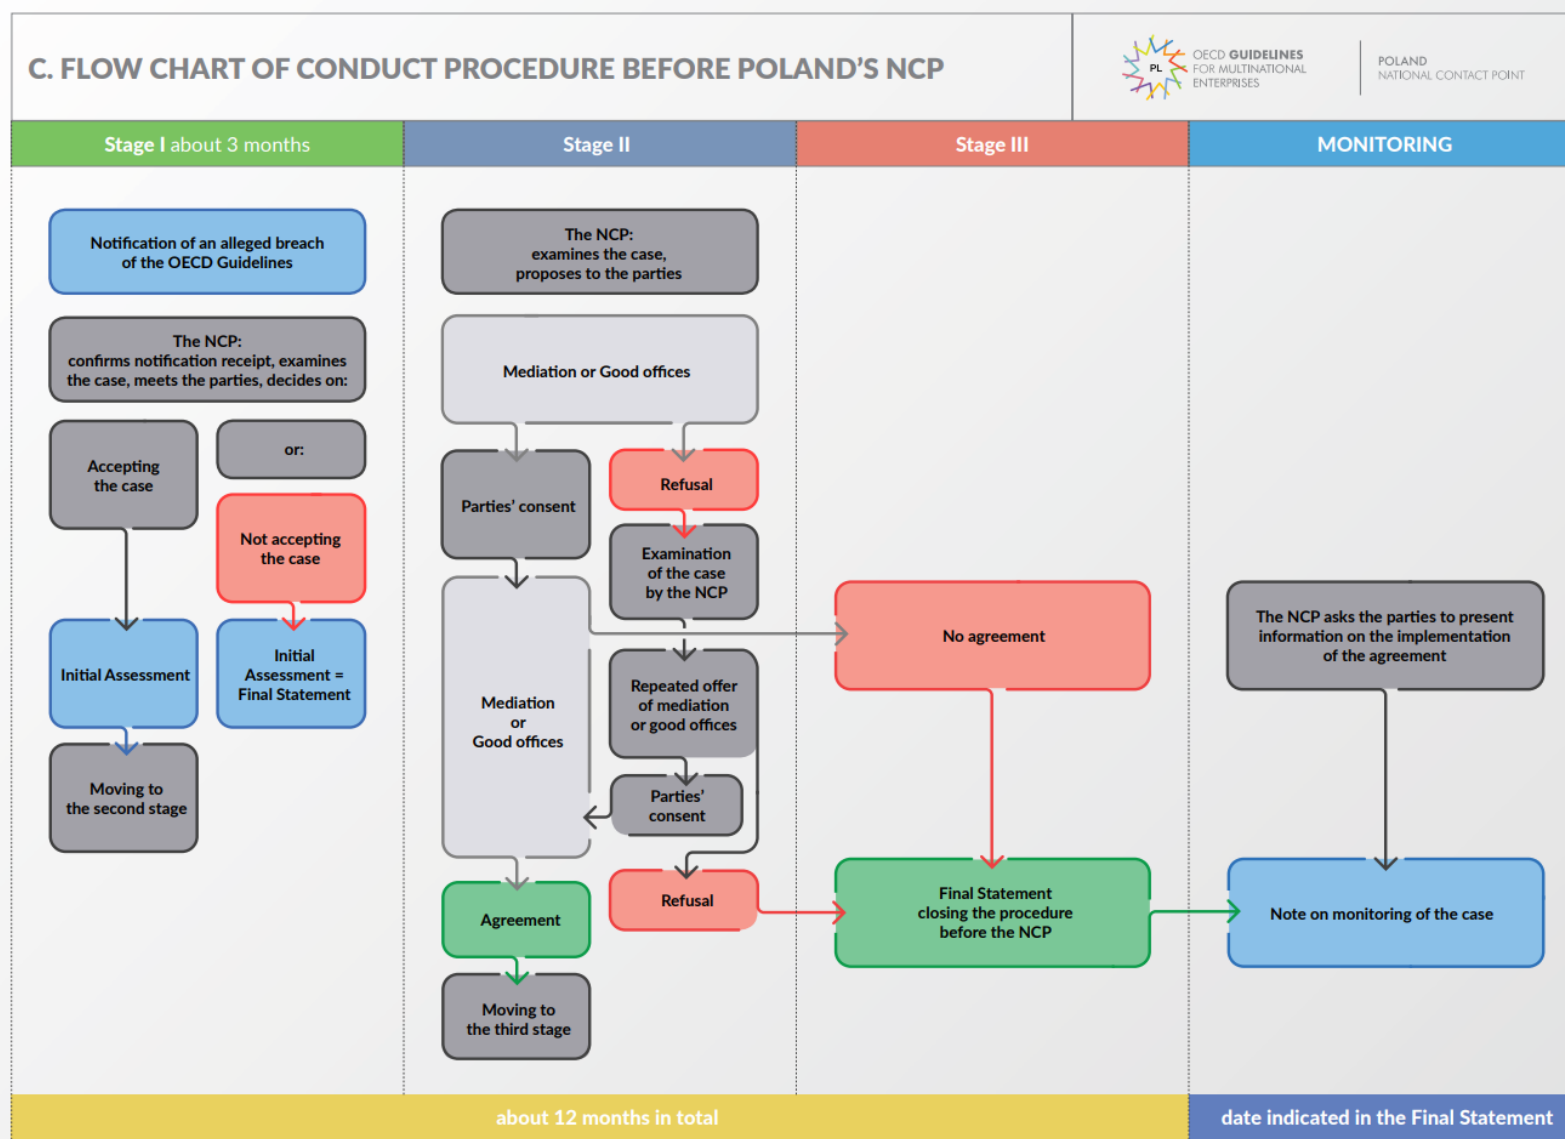 C. FLOW CHART OF CONDUCT PROCEDURE BEFORE POLAND'S NCP
PL
OECD GUIDELINES
FOR MULTINATIONAL
ENTERPRISES
POLAND
NATIONAL CONTACT POINT
Stage I about 3 months
Stage II
Stage III
MONITORING
Notification of an alleged breach
of the OECD Guidelines
The NCP:
confirms notification receipt, examines
the case, meets the parties, decides on:
Accepting
the case
or:
Not accepting
the case
Initial Assessment
Initial
Assessment =
Final Statement
Moving to
the second stage
The NCP:
examines the case,
proposes to the parties
Mediation or Good offices
Parties' consent
Refusal
Examination
of the case
by the NCP
Mediation
or
Good offices
Repeated offer
of mediation
or good offices
Parties'
consent
Agreement
Refusal
Moving to
the third stage
No agreement
Final Statement
closing the procedure
before the NCP
The NCP asks the parties to present
information on the implementation
of the agreement
Note on monitoring of the case
about 12 months in total
date indicated in the Final Statement